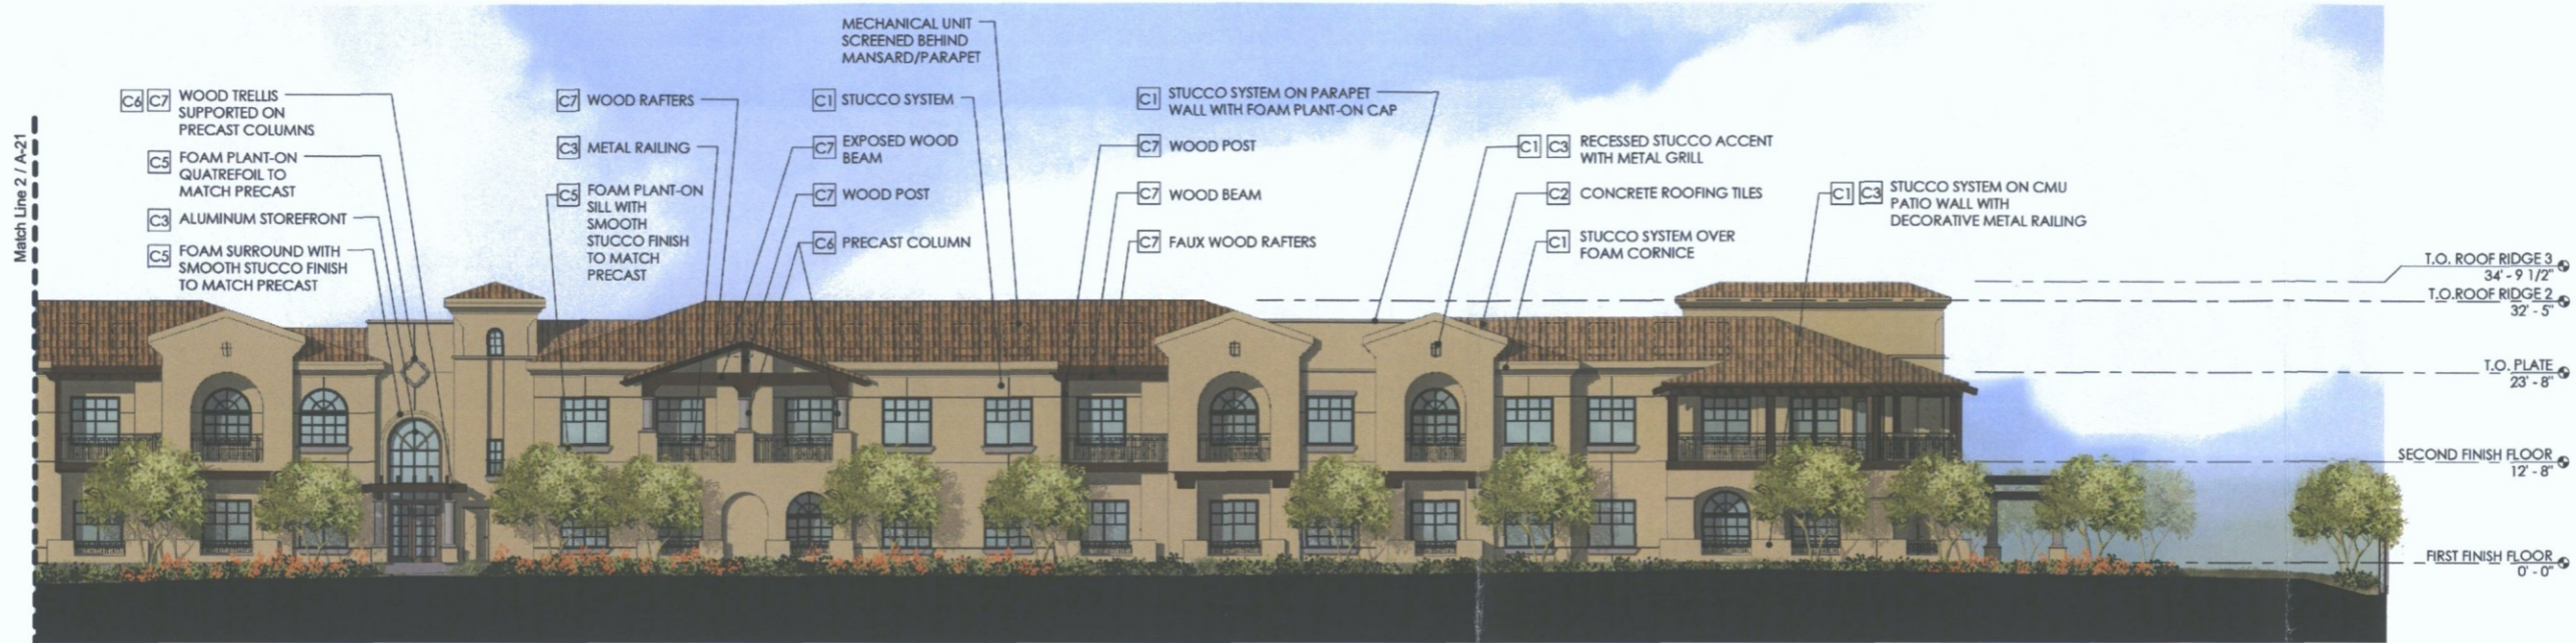 Match Line 2 / A-21
C6 C7 WOOD TRELLIS
SUPPORTED ON
PRECAST COLUMNS
C5 FOAM PLANT-ON
QUATREFOIL TO
MATCH PRECAST
C3 ALUMINUM STOREFRONT
C5 FOAM SURROUND WITH
SMOOTH STUCCO FINISH
TO MATCH PRECAST
C7 WOOD RAFTERS
C3 METAL RAILING
C5 FOAM PLANT-ON
SILL WITH
SMOOTH
STUCCO FINISH
TO MATCH
PRECAST
MECHANICAL UNIT
SCREENED BEHIND
MANSARD/PARAPET
C1 STUCCO SYSTEM
C7 EXPOSED WOOD
BEAM
C7 WOOD POST
C6 PRECAST COLUMN
C1 STUCCO SYSTEM ON PARAPET
WALL WITH FOAM PLANT-ON CAP
C7 WOOD POST
C7 WOOD BEAM
C7 FAUX WOOD RAFTERS
C1 C3 RECESSED STUCCO ACCENT
WITH METAL GRILL
C2 CONCRETE ROOFING TILES
C1 STUCCO SYSTEM OVER
FOAM CORNICE
C1 C3 STUCCO SYSTEM ON CMU
PATIO WALL WITH
DECORATIVE METAL RAILING
T.O. ROOF RIDGE 3
34' - 9 1/2"
T.O.ROOF RIDGE 2
32' - 5"
T.O. PLATE
23' - 8"
SECOND FINISH FLOOR
12' - 8"
FIRST FINISH FLOOR
0' - 0"